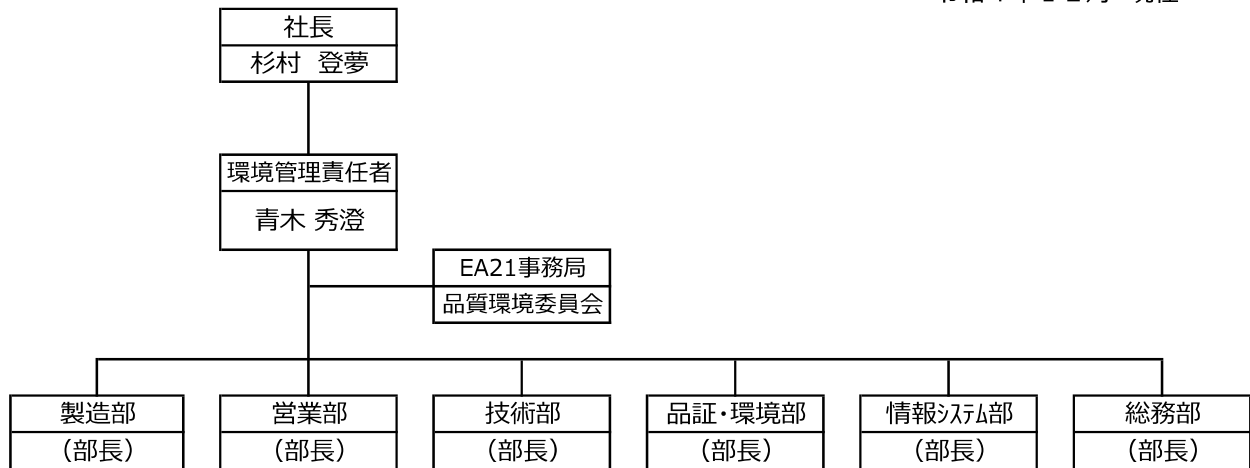 社長
杉村 登夢
環境管理責任者
青木 秀澄
EA21事務局
品質環境委員会
製造部 営業部 技術部 品証・環境部 情報ｼｽﾃﾑ部 総務部
(部長) (部長) (部長) (部長) (部長) (部長)